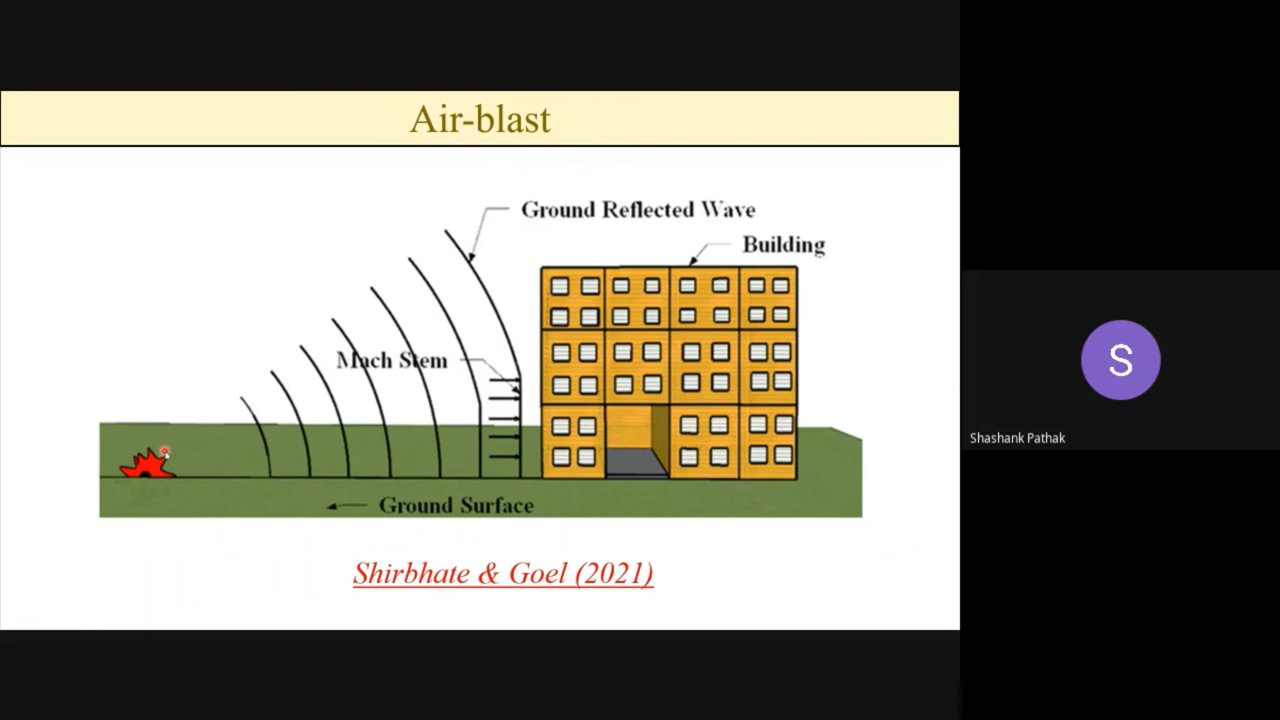 Air-blast
Ground Reflected Wave
Building
Mach Stem
Ground Surface
Shirbhate & Goel (2021)
S
Shashank Pathak